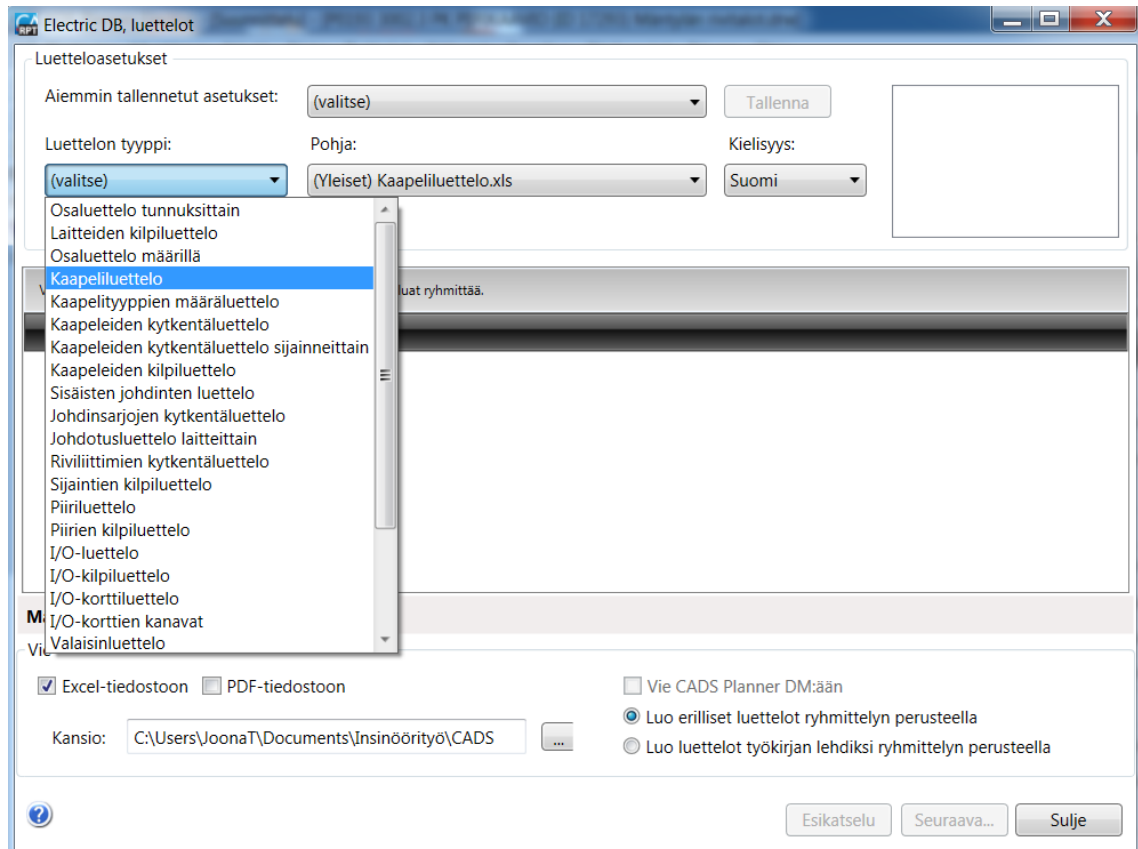 RPT Electric DB, luettelot
X
Luetteloasetukset
Aiemmin tallennetut asetukset: (valitse) Tallenna
Luettelon tyyppi: Pohja: Kielisyys:
(valitse) (Yleiset) Kaapeliluettelo.xls Suomi
Osaluettelo tunnuksittain
Laitteiden kilpiluettelo
Osaluettelo määrillä
Kaapeliluettelo
luat ryhmittää.
Kaapelityyppien määräluettelo
Kaapeleiden kytkentäluettelo
Kaapeleiden kytkentäluettelo sijainneittain
Kaapeleiden kilpiluettelo
Sisäisten johdinten luettelo
Johdinsarjojen kytkentäluettelo
Johdotusluettelo laitteittain
Riviliittimien kytkentäluettelo
Sijaintien kilpiluettelo
Piiriluettelo
Piirien kilpiluettelo
I/O-luettelo
I/O-kilpiluettelo
I/O-korttiluettelo
I/O-korttien kanavat
Valaisinluettelo
Vie
Excel-tiedostoon PDF-tiedostoon Vie CADS Planner DM:ään
Luo erilliset luettelot ryhmittelyn perusteella
Kansio: C:\Users\JoonaT\Documents\Insinöörityö\CADS ...
Luo luettelot työkirjan lehdiksi ryhmittelyn perusteella
? Esikatselu Seuraava... Sulje